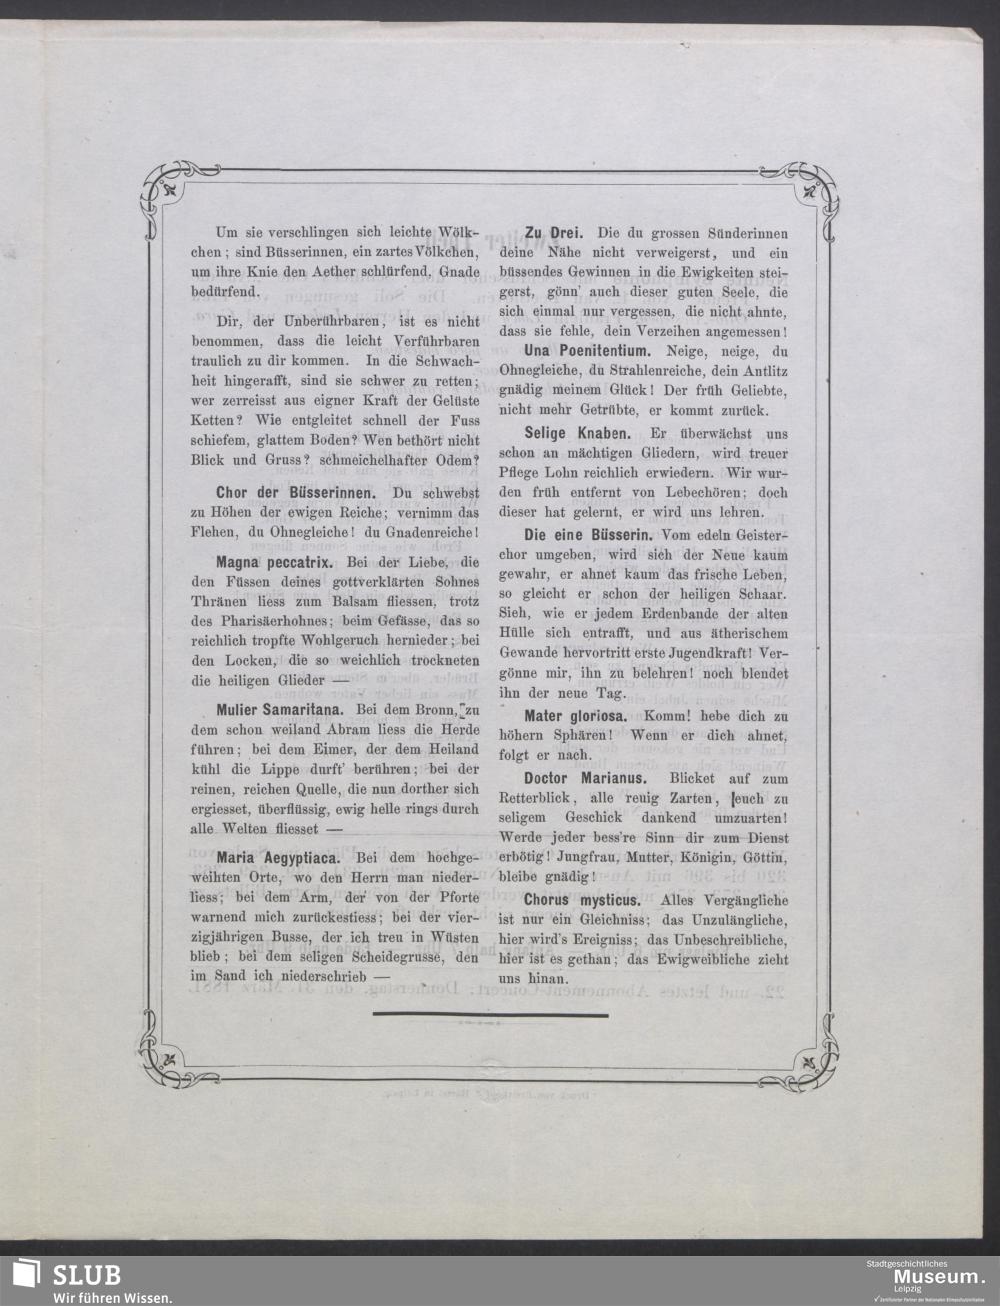 Um sie verschlingen sich leichte Wölk-
chen; sind Büsserinnen, ein zartes Völkchen,
um ihre Knie den Aether schlürfend, Gnade
bedürfend.
Dir, der Unberührbaren, ist es nicht
benommen, dass die leicht Verführbaren
traulich zu dir kommen. In die Schwach-
heit hingerafft, sind sie schwer zu retten;
wer zerreisst aus eigner Kraft der Gelüste
Ketten? Wie entgleitet schnell der Fuss
schiefem, glattem Boden? Wen bethört nicht
Blick und Gruss? schmeichelhafter Odem?
Chor der Büsserinnen. Du schwebst
zu Höhen der ewigen Reiche; vernimm das
Flehen, du Ohnegleiche! du Gnadenreiche!
Magna peccatrix. Bei der Liebe, die
den Füssen deines gottverklärten Sohnes
Thränen liess zum Balsam fliessen, trotz
des Pharisäerhohnes; beim Gefässe, das so
reichlich tropfte Wohlgeruch hernieder; bei
den Locken, die so weichlich trockneten
die heiligen Glieder —
Mulier Samaritana. Bei dem Bronn, zu
dem schon weiland Abram liess die Herde
führen; bei dem Eimer, der dem Heiland
kühl die Lippe durft' berühren; bei der
reinen, reichen Quelle, die nun dorther sich
ergiesset, überflüssig, ewig helle rings durch
alle Welten fliesset —
Maria Aegyptiaca. Bei dem hochge-
weihten Orte, wo den Herrn man nieder-
liess; bei dem Arm, der von der Pforte
warnend mich zurückestiess; bei der vier-
zigjährigen Busse, der ich treu in Wüsten
blieb; bei dem seligen Scheidegrusse, den
im Sand ich niederschrieb —
Zu Drei. Die du grossen Sünderinnen
deine Nähe nicht verweigerst, und ein
büssendes Gewinnen in die Ewigkeiten stei-
gerst, gönn' auch dieser guten Seele, die
sich einmal nur vergessen, die nicht ahnte,
dass sie fehle, dein Verzeihen angemessen!
Una Poenitentium. Neige, neige, du
Ohnegleiche, du Strahlenreiche, dein Antlitz
gnädig meinem Glück! Der früh Geliebte,
nicht mehr Getrübte, er kommt zurück.
Selige Knaben. Er überwächst uns
schon an mächtigen Gliedern, wird treuer
Pflege Lohn reichlich erwiedern. Wir wur-
den früh entfernt von Lebechören; doch
dieser hat gelernt, er wird uns lehren.
Die eine Büsserin. Vom edeln Geister-
chor umgeben, wird sich der Neue kaum
gewahr, er ahnet kaum das frische Leben,
so gleicht er schon der heiligen Schaar.
Sieh, wie er jedem Erdenbande der alten
Hülle sich entrafft, und aus ätherischem
Gewande hervortritt erste Jugendkraft! Ver-
gönne mir, ihn zu belehren! noch blendet
ihn der neue Tag.
Mater gloriosa. Komm! hebe dich zu
höhern Sphären! Wenn er dich ahnet,
folgt er nach.
Doctor Marianus. Blicket auf zum
Retterblick, alle reuig Zarten, euch zu
seligem Geschick dankend umzuarten!
Werde jeder bess're Sinn dir zum Dienst
erbötig! Jungfrau, Mutter, Königin, Göttin,
bleibe gnädig!
Chorus mysticus. Alles Vergängliche
ist nur ein Gleichniss; das Unzulängliche,
hier wird's Ereigniss; das Unbeschreibliche,
hier ist es gethan; das Ewigweibliche zieht
uns hinan.
SLUB
Wir führen Wissen.
Stadtgeschichtliches
Museum.
Leipzig